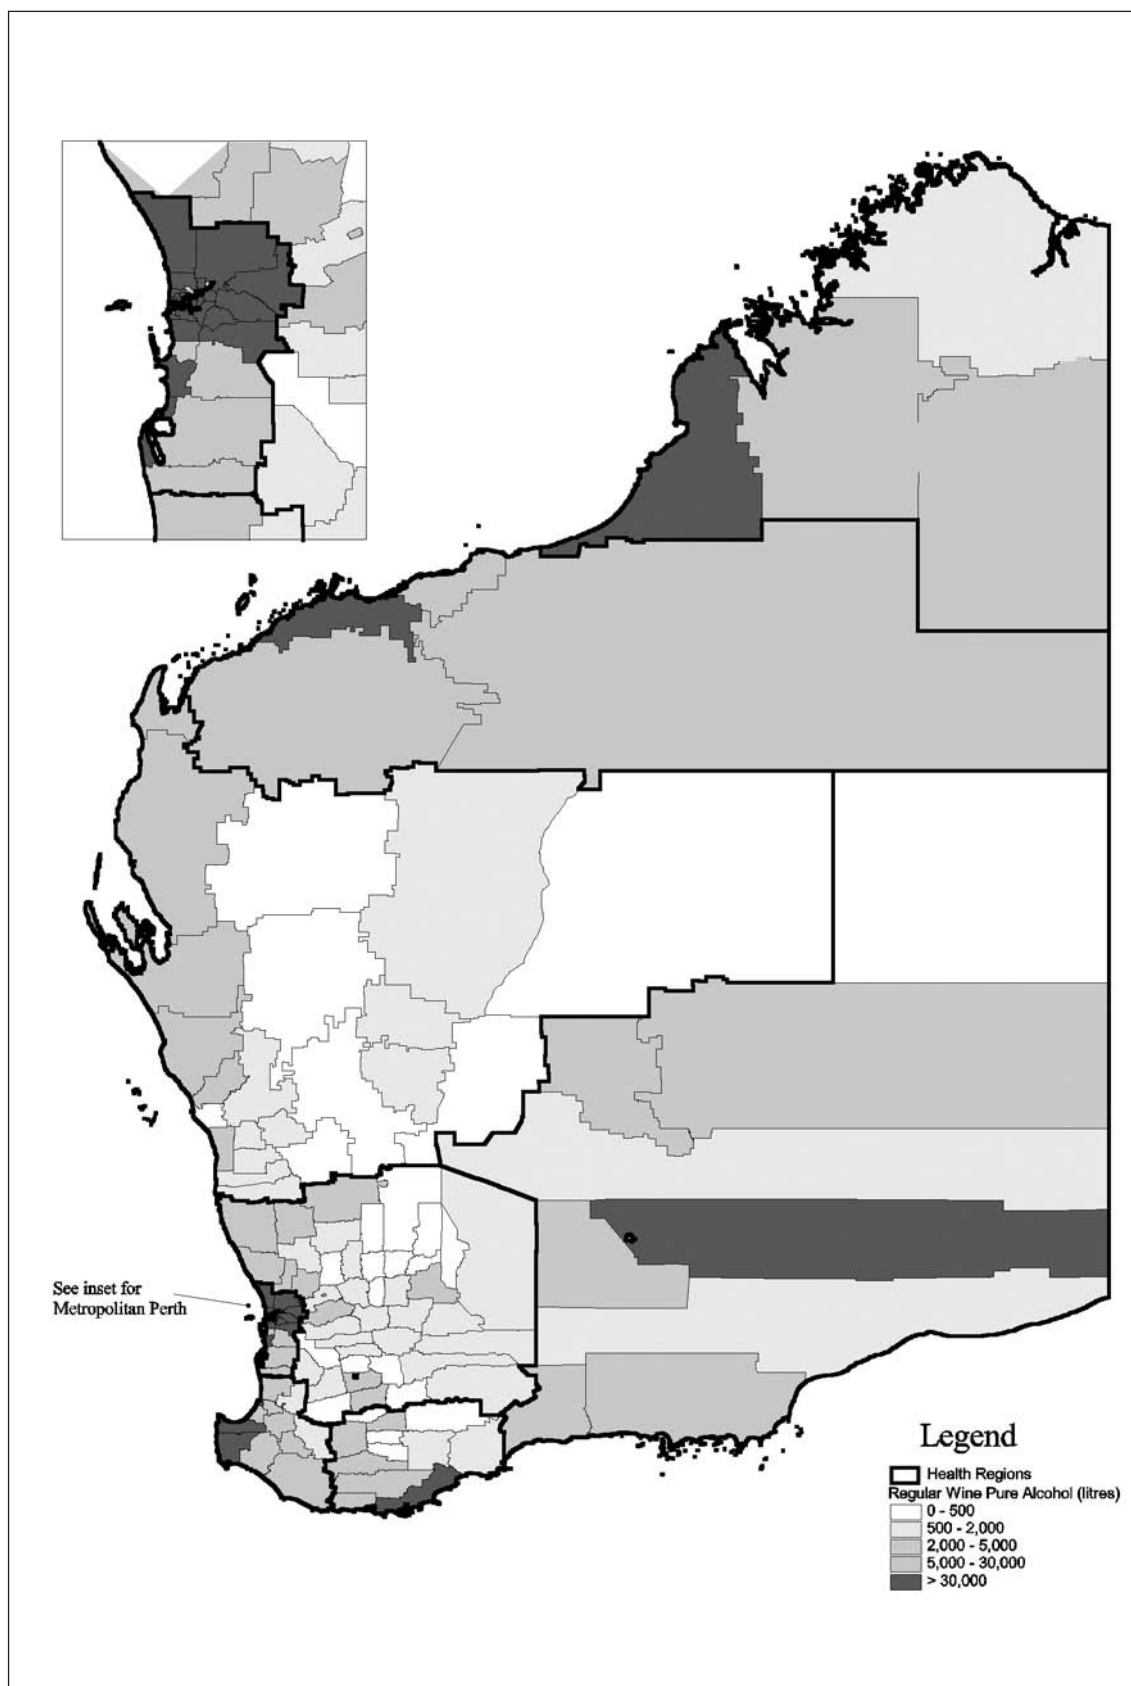 See inset for
Metropolitan Perth
Legend
Health Regions
Regular Wine Pure Alcohol (litres)
0 - 500
500 - 2,000
2,000 - 5,000
5,000 - 30,000
> 30,000